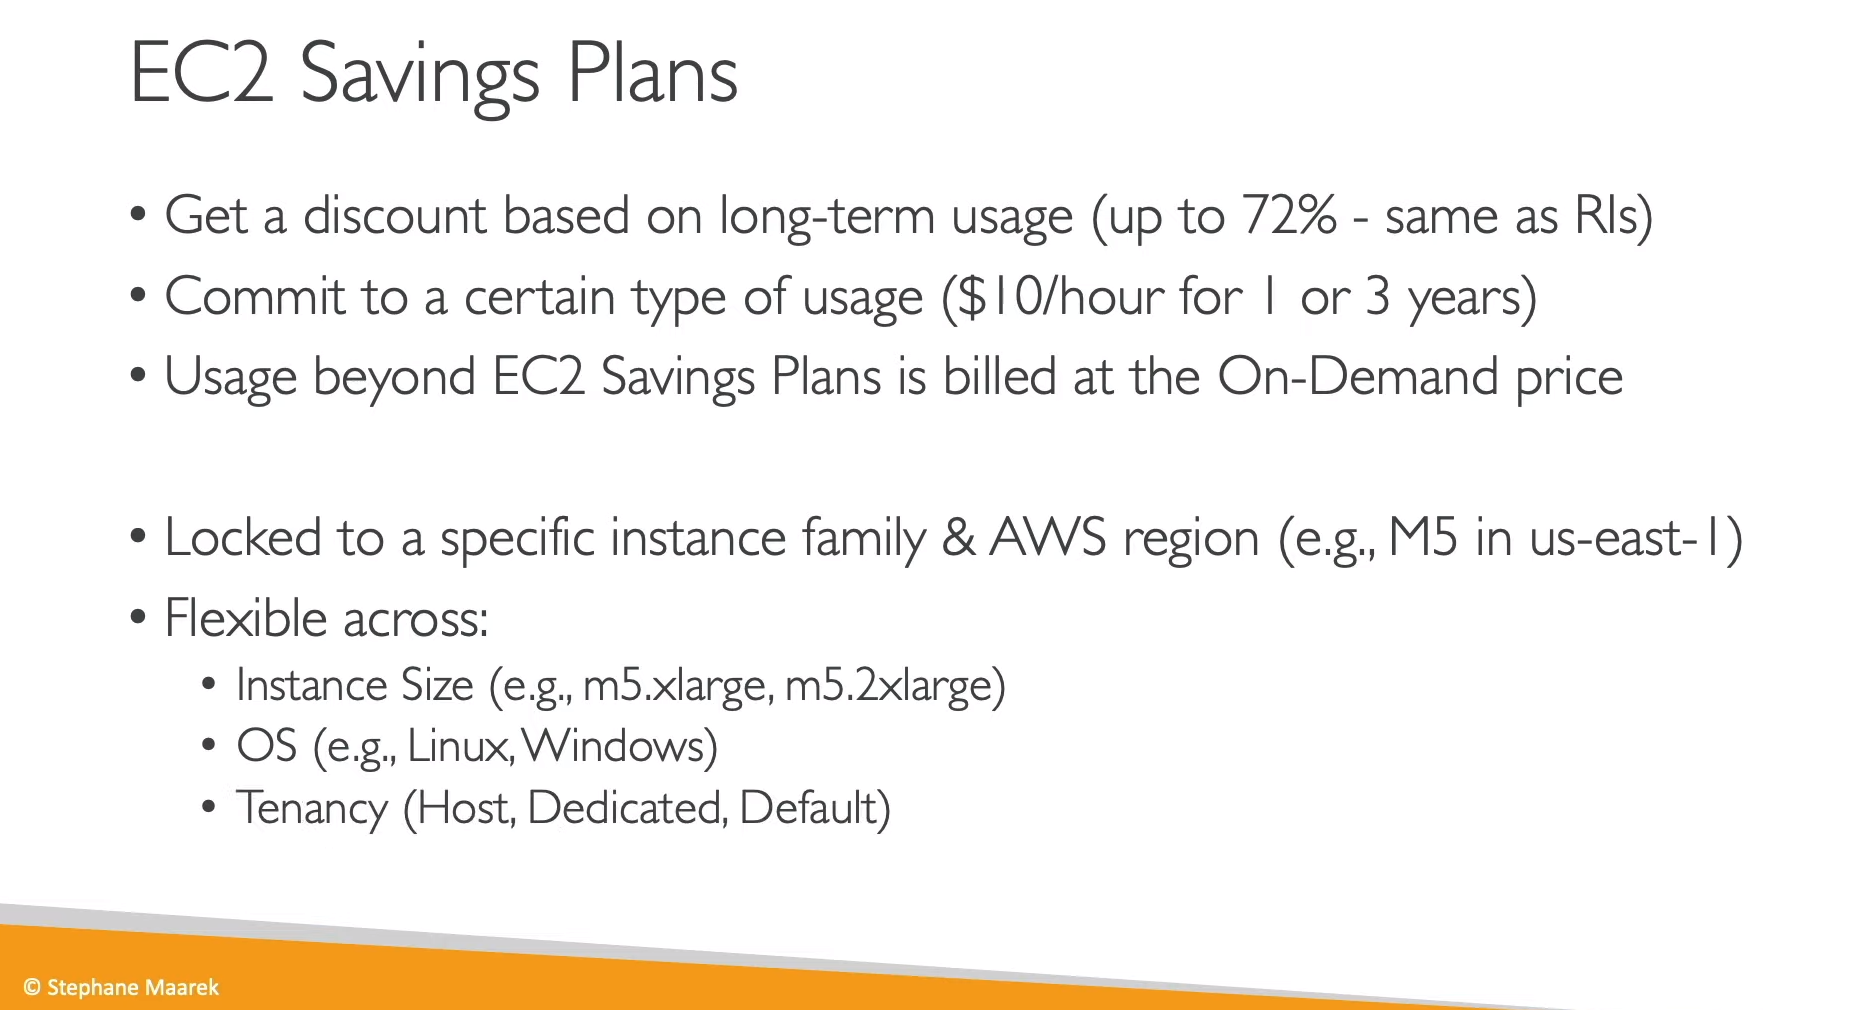 EC2 Savings Plans
• Get a discount based on long-term usage (up to 72% - same as RIs)
• Commit to a certain type of usage ($10/hour for 1 or 3 years)
• Usage beyond EC2 Savings Plans is billed at the On-Demand price
• Locked to a specific instance family & AWS region (e.g., M5 in us-east-1)
• Flexible across:
• Instance Size (e.g., m5.xlarge, m5.2xlarge)
• OS (e.g., Linux, Windows)
• Tenancy (Host, Dedicated, Default)
© Stephane Maarek